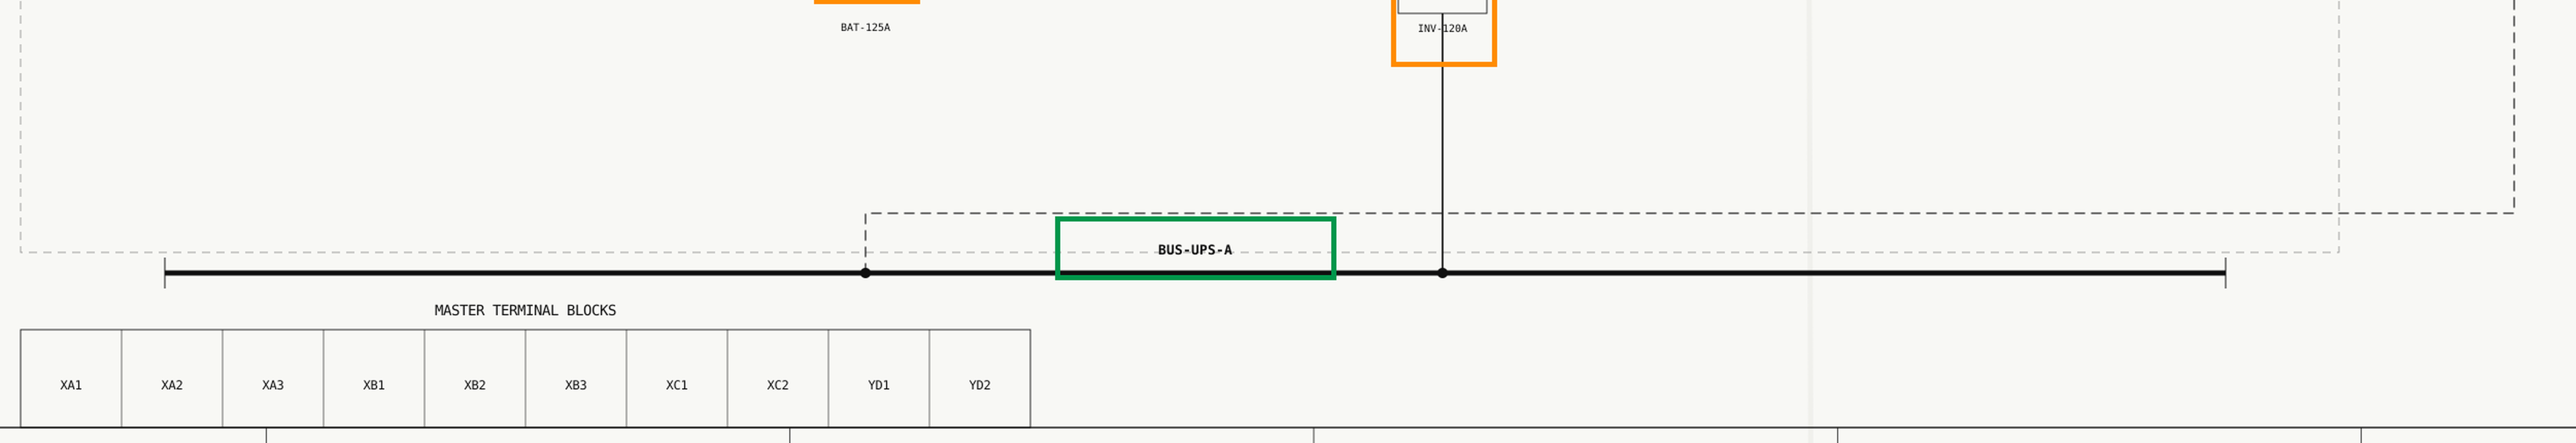 BAT-125A
INV-120A
BUS-UPS-A
MASTER TERMINAL BLOCKS
XA1 XA2 XA3 XB1 XB2 XB3 XC1 XC2 YD1 YD2